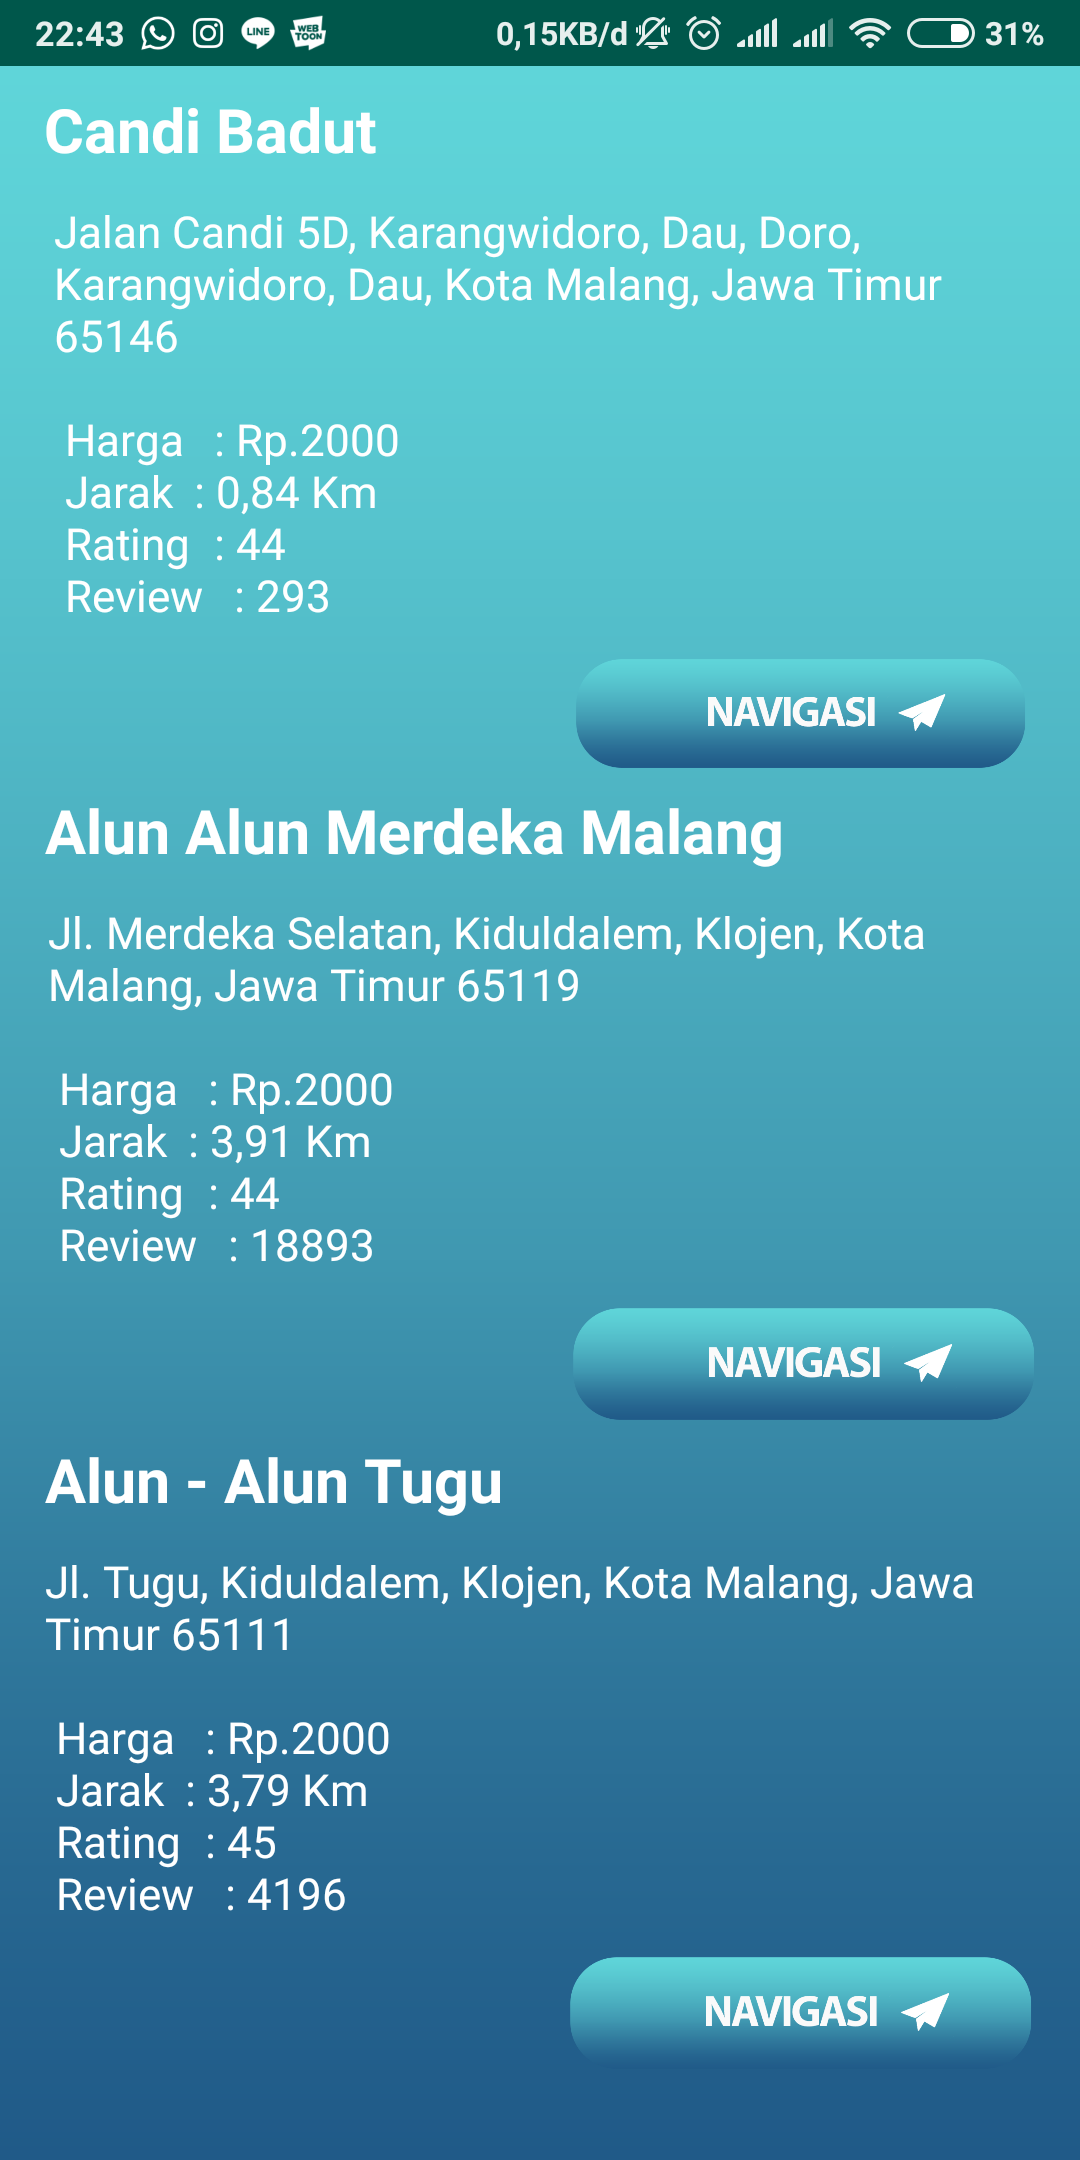 22:43 LINE WEB TOON 0,15KB/d 31%
Candi Badut
Jalan Candi 5D, Karangwidoro, Dau, Doro,
Karangwidoro, Dau, Kota Malang, Jawa Timur
65146
Harga : Rp.2000
Jarak : 0,84 Km
Rating : 44
Review : 293
NAVIGASI
Alun Alun Merdeka Malang
Jl. Merdeka Selatan, Kiduldalem, Klojen, Kota
Malang, Jawa Timur 65119
Harga : Rp.2000
Jarak : 3,91 Km
Rating : 44
Review : 18893
NAVIGASI
Alun - Alun Tugu
Jl. Tugu, Kiduldalem, Klojen, Kota Malang, Jawa
Timur 65111
Harga : Rp.2000
Jarak : 3,79 Km
Rating : 45
Review : 4196
NAVIGASI